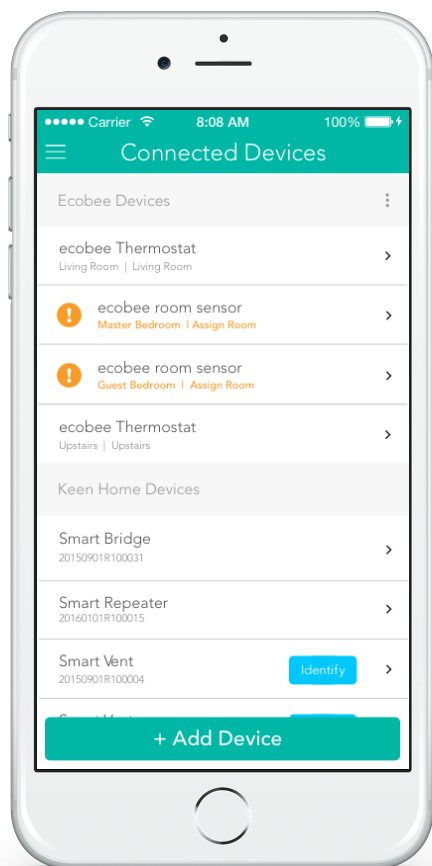 Carrier 8:08 AM 100%
Connected Devices
Ecobee Devices
ecobee Thermostat
Living Room | Living Room
ecobee room sensor
Master Bedroom | Assign Room
ecobee room sensor
Guest Bedroom | Assign Room
ecobee Thermostat
Upstairs | Upstairs
Keen Home Devices
Smart Bridge
20150901R100031
Smart Repeater
20160101R100015
Smart Vent
20150901R100004
Identify
+ Add Device